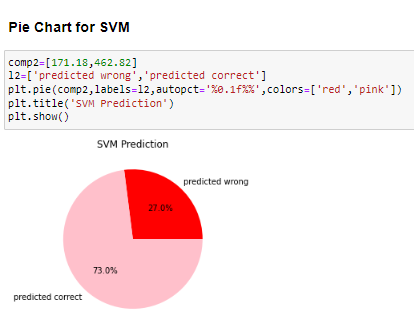 Pie Chart for SVM
comp2=[171.18,462.82]
l2=['predicted wrong','predicted correct']
plt.pie(comp2,labels=l2,autopct='%0.1f%%',colors=['red','pink'])
plt.title('SVM Prediction')
plt.show()
SVM Prediction
predicted wrong
27.0%
73.0%
predicted correct